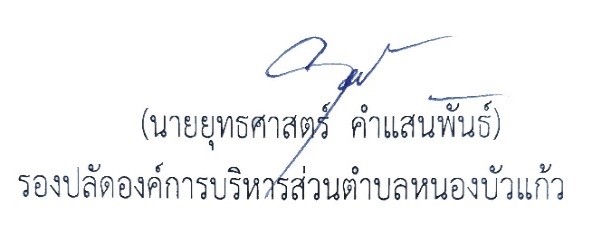 (นายยุทธศาสตร์ คำแสนพันธ์)
รองปลัดองค์การบริหารส่วนตำบลหนองบัวแก้ว